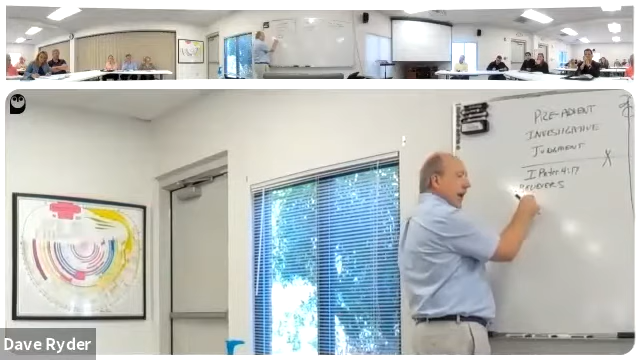 PRE-ADVENT
INVESTIGATIVE
JUDGMENT
X
I Peter 4:17
BELIEVERS
Dave Ryder